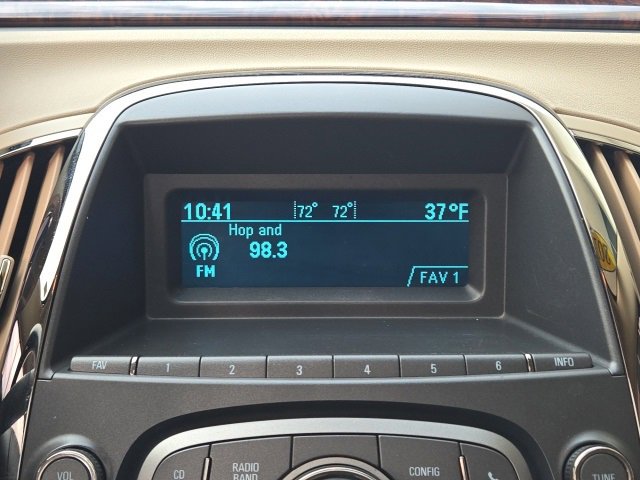 10:41 72° 72° 37°F
Hop and
98.3
FM
FAV 1
FAV 1 2 3 4 5 6 INFO
VOL CD RADIO BAND CONFIG TUNE